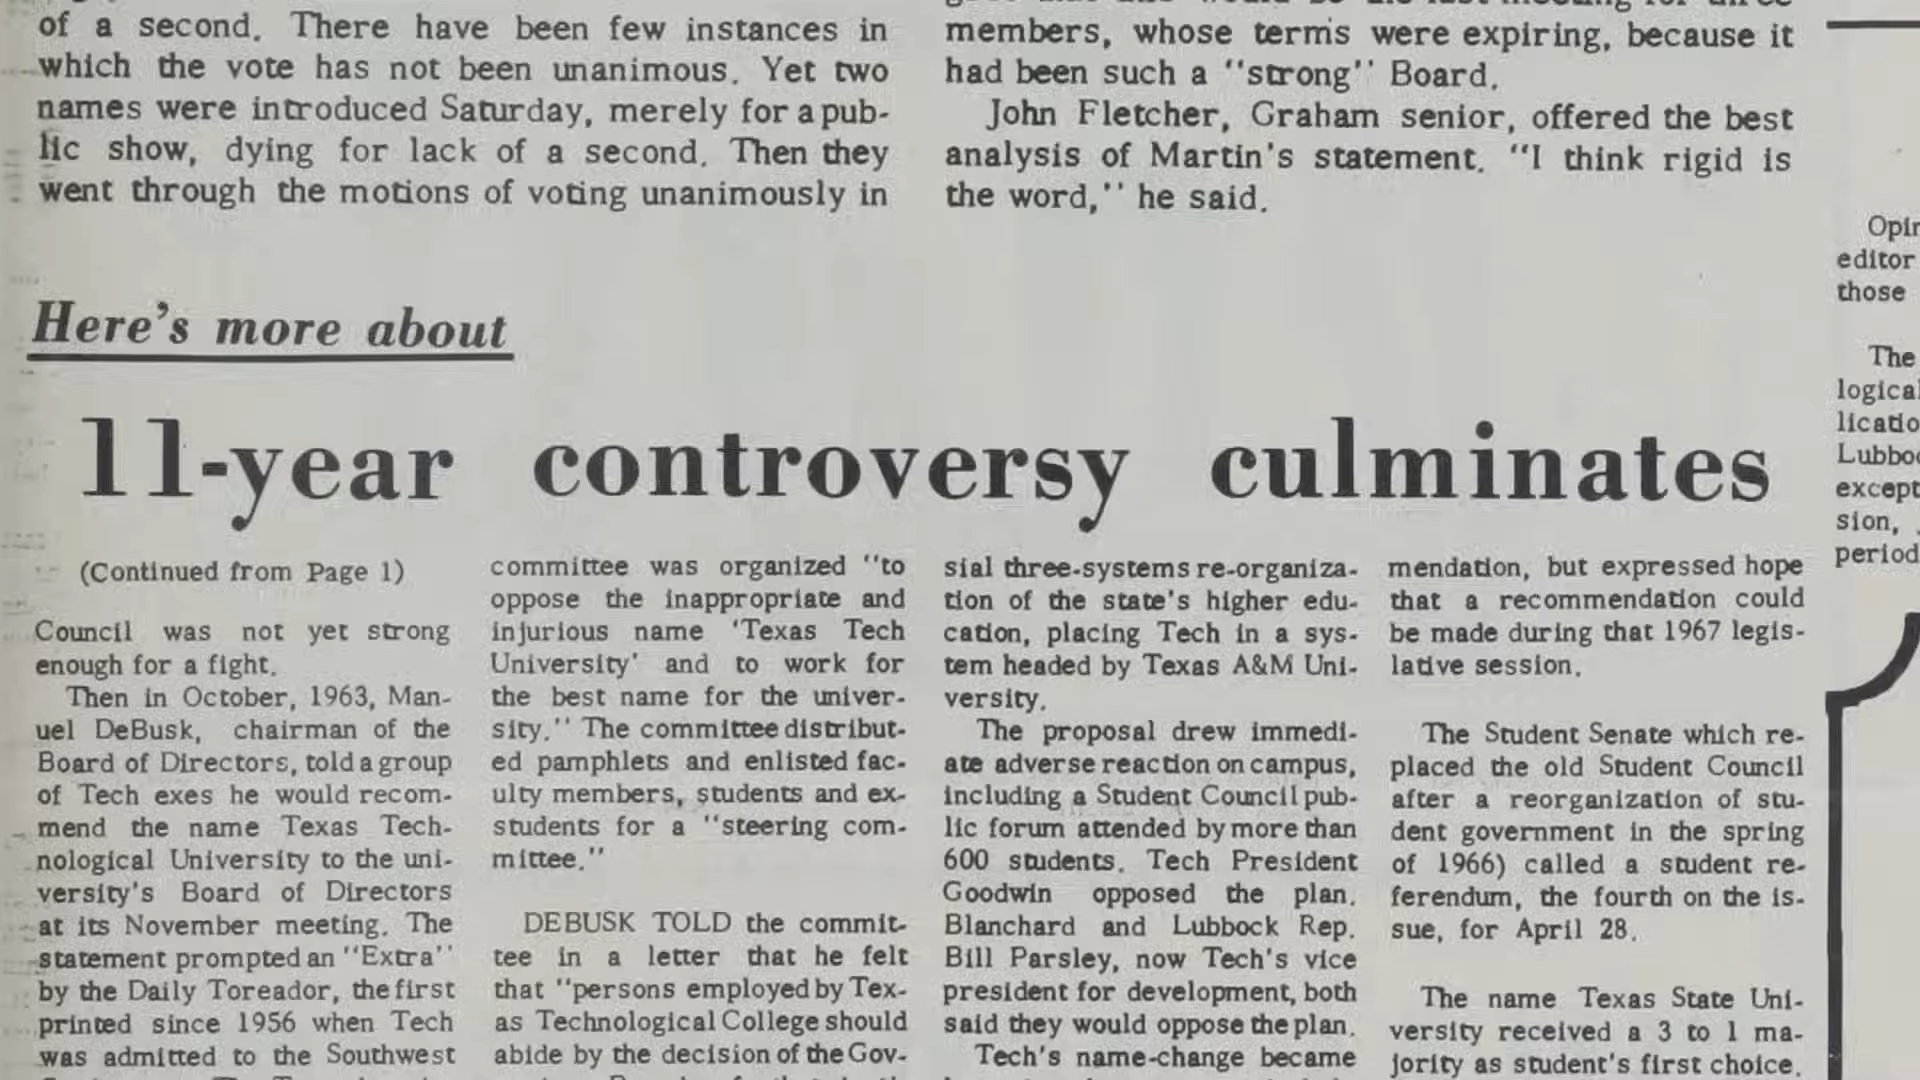 of a second. There have been few instances in
which the vote has not been unanimous. Yet two
names were introduced Saturday, merely for a pub-
lic show, dying for lack of a second. Then they
went through the motions of voting unanimously in
members, whose terms were expiring, because it
had been such a "strong" Board.
John Fletcher, Graham senior, offered the best
analysis of Martin's statement. "I think rigid is
the word," he said.
Here's more about
11-year controversy culminates
(Continued from Page 1)
Council was not yet strong
enough for a fight.
Then in October, 1963, Man-
uel DeBusk, chairman of the
Board of Directors, told a group
of Tech exes he would recom-
mend the name Texas Tech-
nological University to the uni-
versity's Board of Directors
at its November meeting. The
statement prompted an "Extra"
by the Daily Toreador, the first
printed since 1956 when Tech
was admitted to the Southwest
committee was organized "to
oppose the inappropriate and
injurious name 'Texas Tech
University' and to work for
the best name for the univer-
sity." The committee distribut-
ed pamphlets and enlisted fac-
ulty members, students and ex-
students for a "steering com-
mittee."
DEBUSK TOLD the commit-
tee in a letter that he felt
that "persons employed by Tex-
as Technological College should
abide by the decision of the Gov-
sial three-systems re-organiza-
tion of the state's higher edu-
cation, placing Tech in a sys-
tem headed by Texas A&M Uni-
versity.
The proposal drew immedi-
ate adverse reaction on campus,
including a Student Council pub-
lic forum attended by more than
600 students. Tech President
Goodwin opposed the plan.
Blanchard and Lubbock Rep.
Bill Parsley, now Tech's vice
president for development, both
said they would oppose the plan.
Tech's name-change became
mendation, but expressed hope
that a recommendation could
be made during that 1967 legis-
lative session.
The Student Senate which re-
placed the old Student Council
after a reorganization of stu-
dent government in the spring
of 1966) called a student re-
ferendum, the fourth on the is-
sue, for April 28.
The name Texas State Uni-
versity received a 3 to 1 ma-
jority as student's first choice.
Opin
editor
those
The
logical
licatio
Lubboc
except
sion,
period